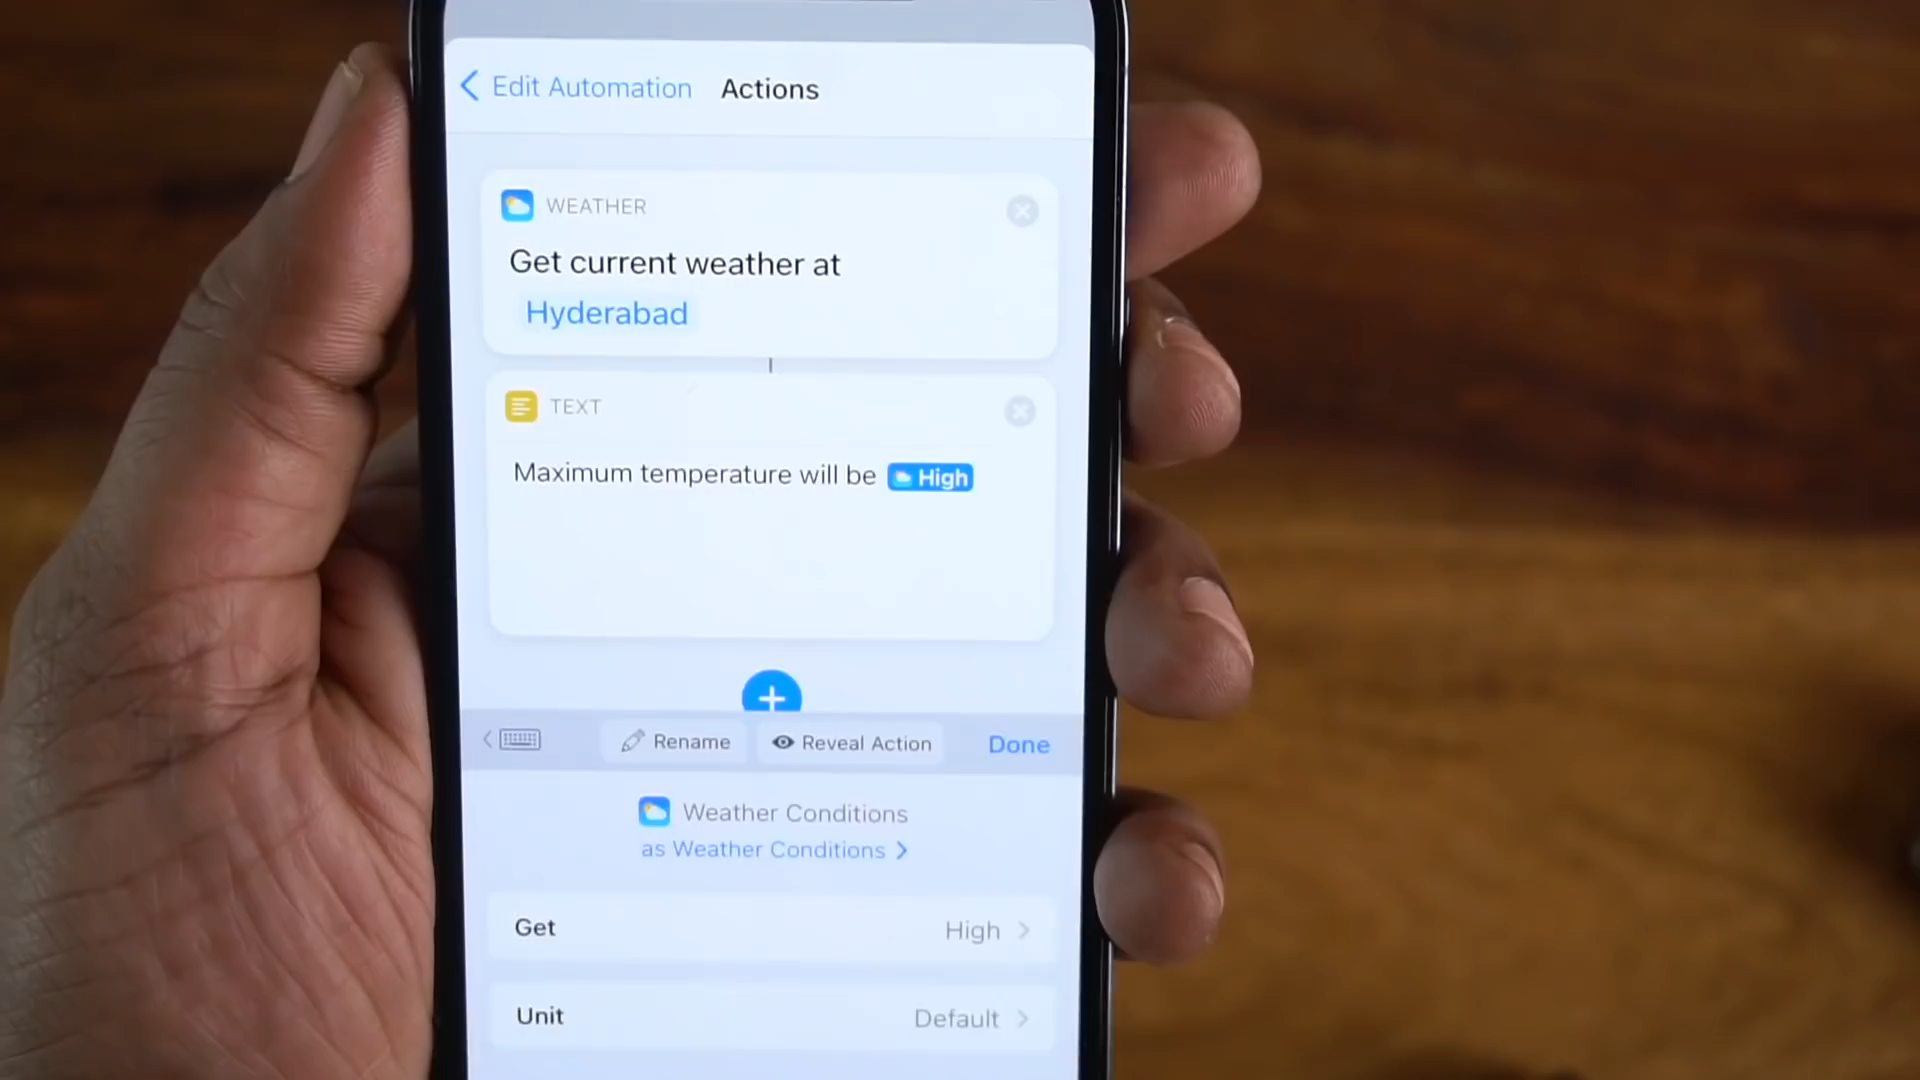 Edit Automation Actions
WEATHER
Get current weather at
Hyderabad
TEXT
Maximum temperature will be High
Rename Reveal Action Done
Weather Conditions
as Weather Conditions
Get High
Unit Default